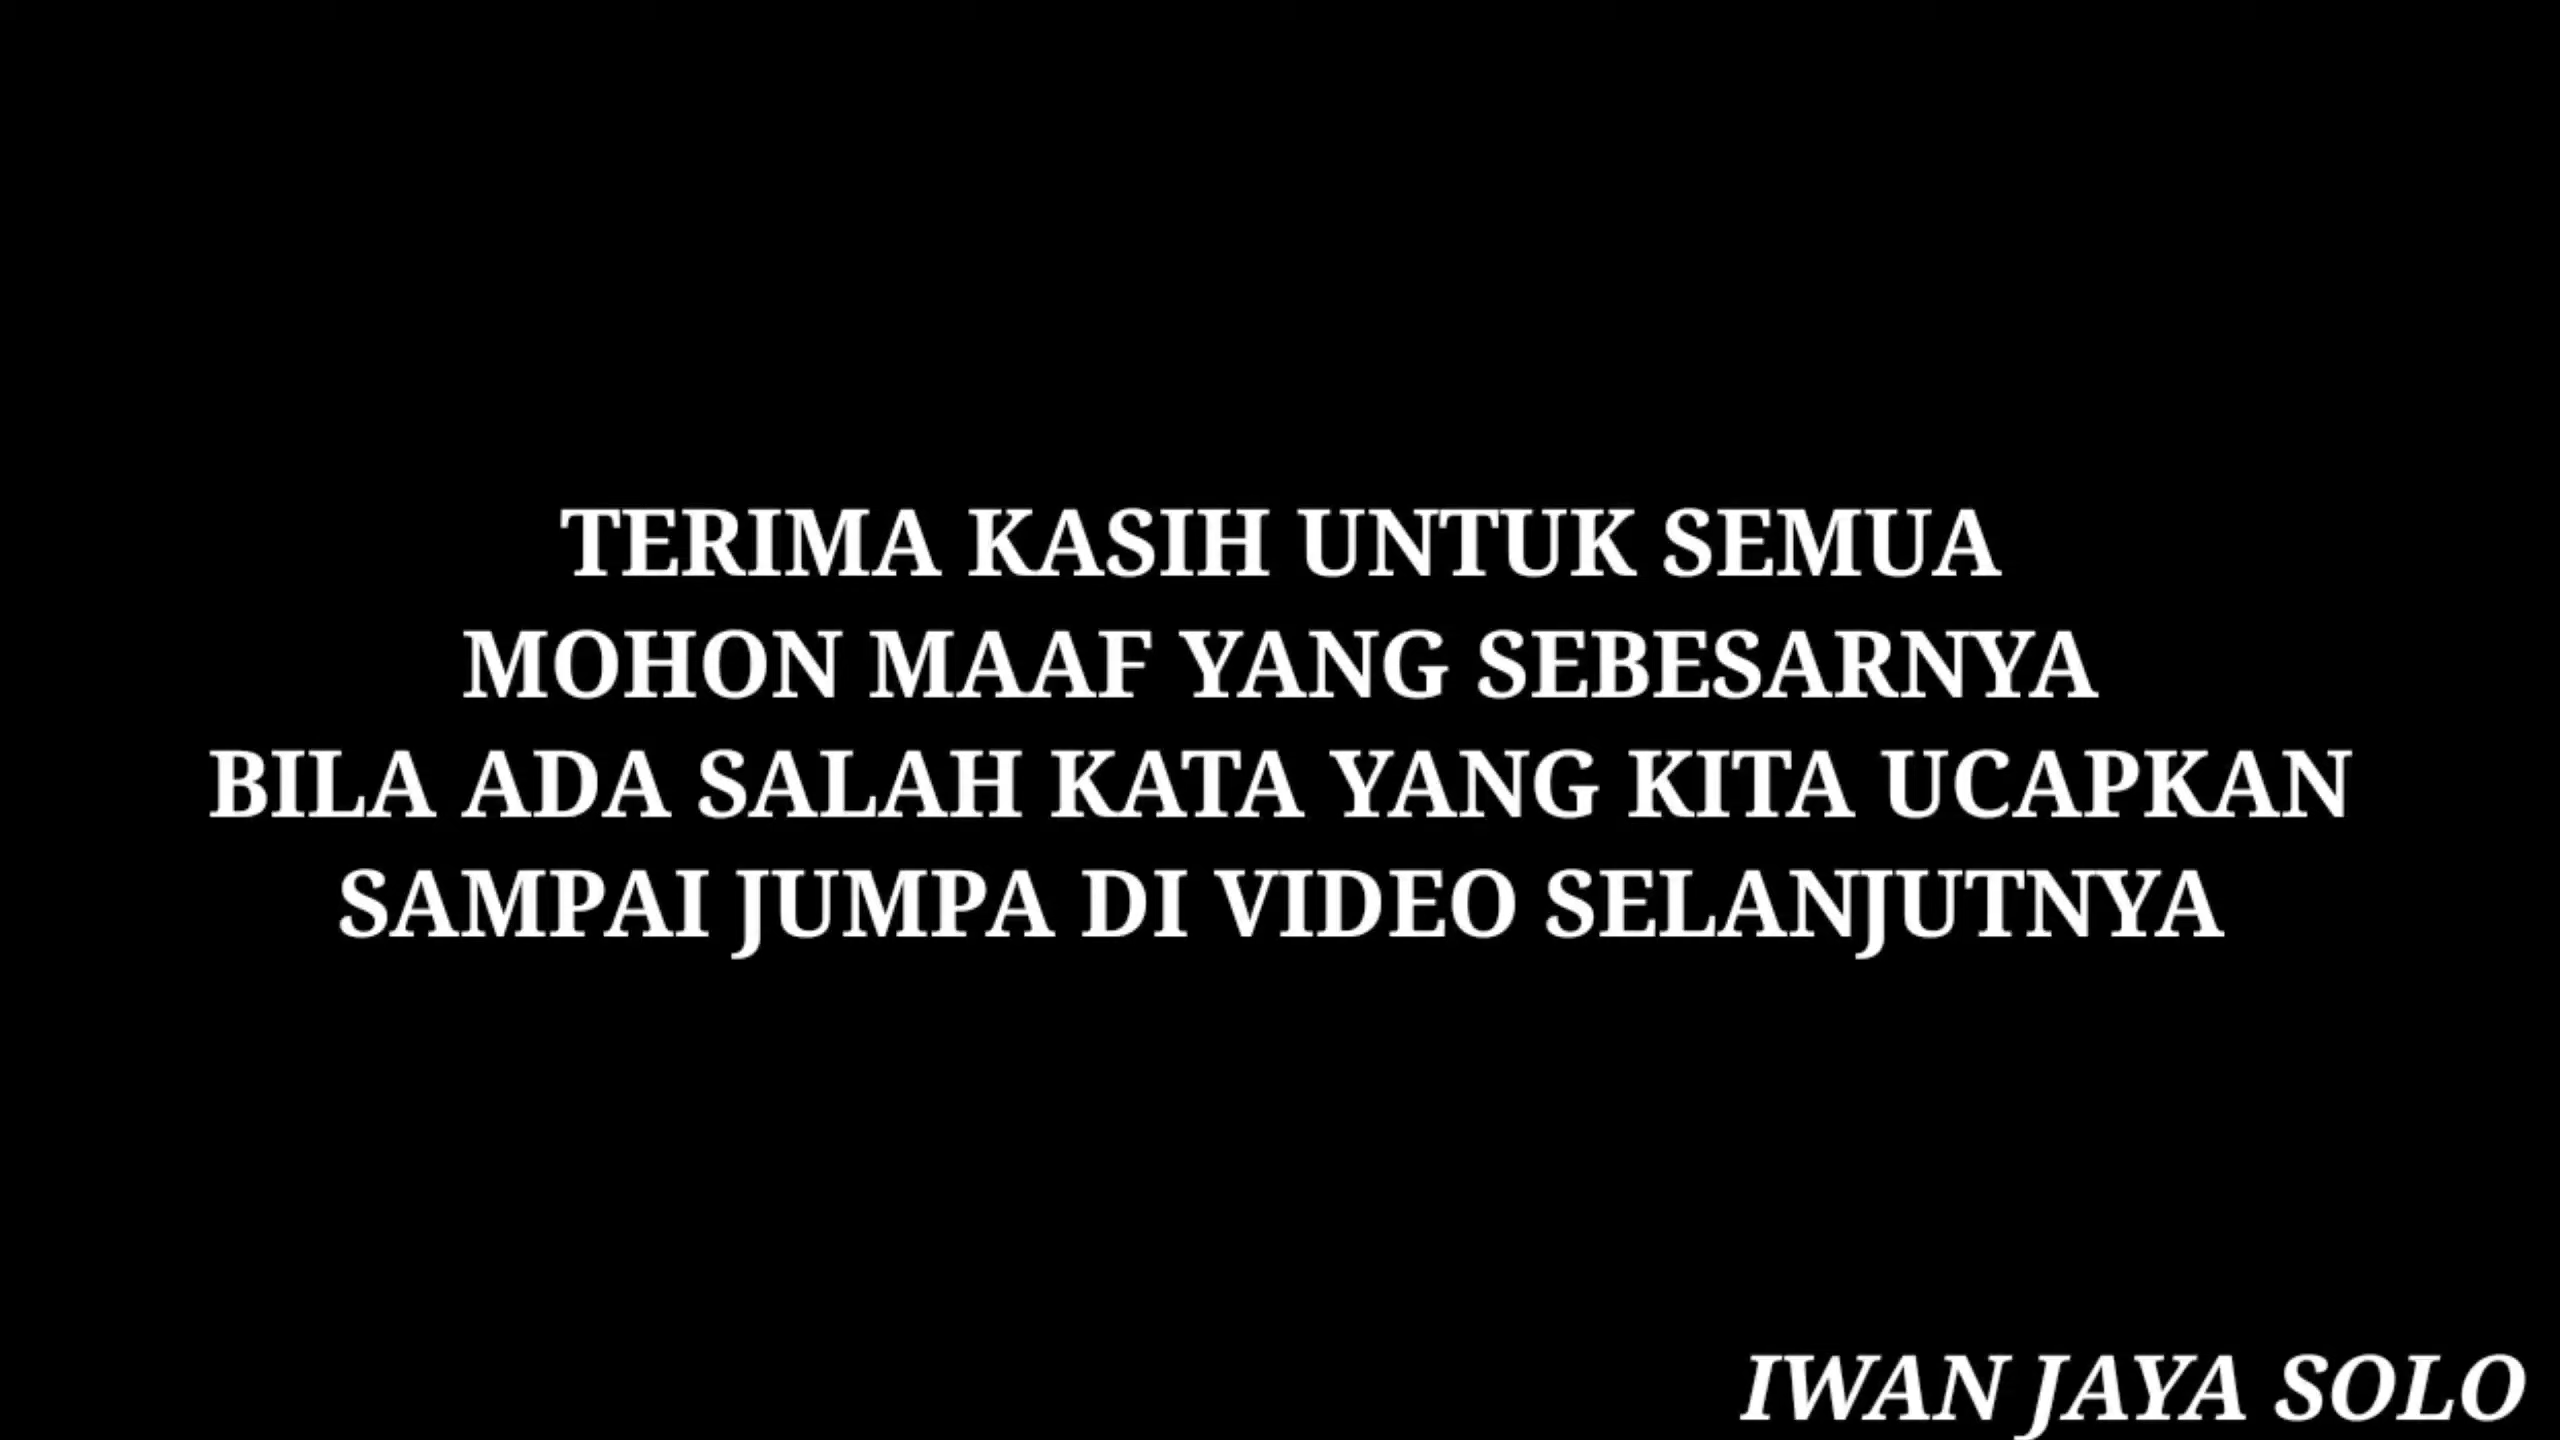 TERIMA KASIH UNTUK SEMUA
MOHON MAAF YANG SEBESARNYA
BILA ADA SALAH KATA YANG KITA UCAPKAN
SAMPAI JUMPA DI VIDEO SELANJUTNYA
IWAN JAYA SOLO